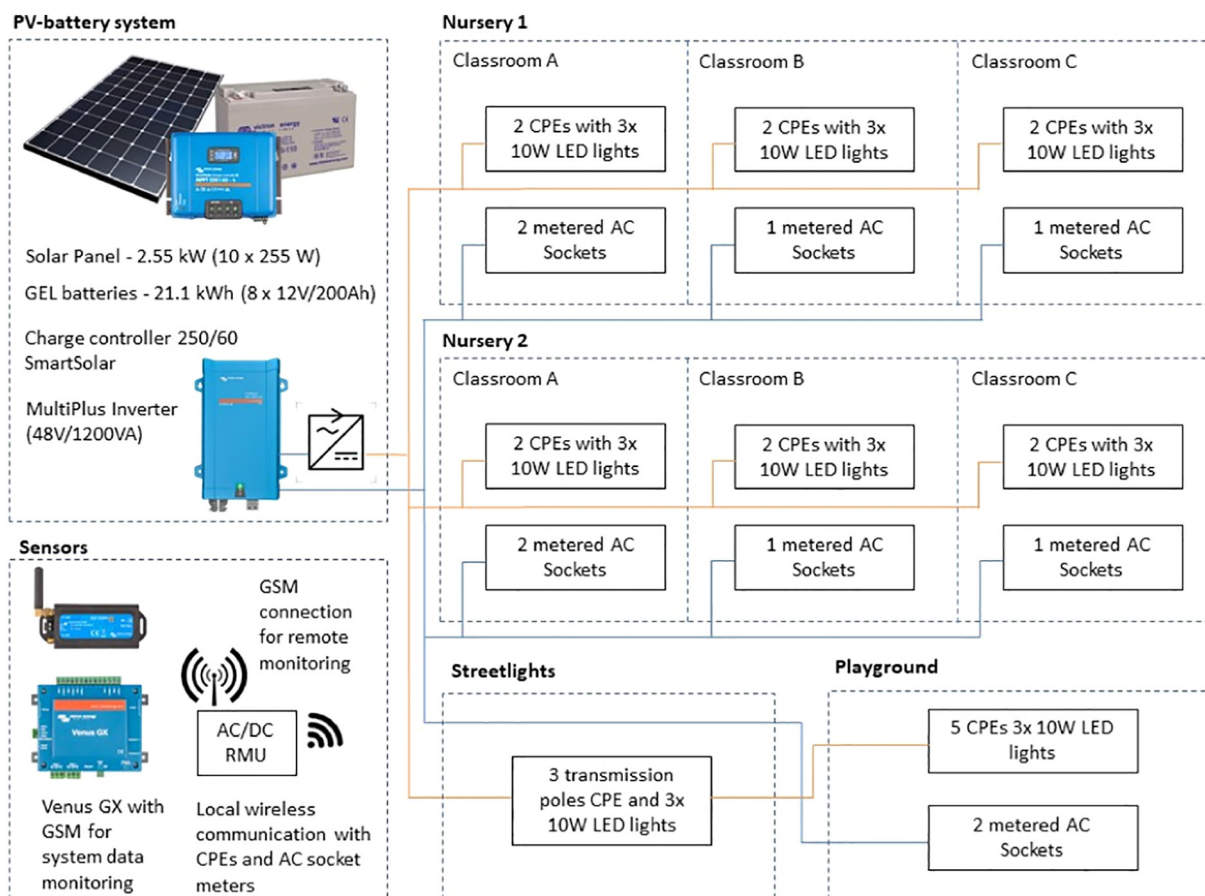 PV-battery system
Solar Panel - 2.55 kW (10 x 255 W)
GEL batteries - 21.1 kWh (8 x 12V/200Ah)
Charge controller 250/60
SmartSolar
MultiPlus Inverter
(48V/1200VA)
Sensors
GSM
connection
for remote
monitoring
Venus GX
AC/DC
RMU
Venus GX with
GSM for
system data
monitoring
Local wireless
communication with
CPEs and AC socket
meters
Nursery 1
Classroom A
Classroom B
Classroom C
2 CPEs with 3x
10W LED lights
2 CPEs with 3x
10W LED lights
2 CPEs with 3x
10W LED lights
2 metered AC
Sockets
1 metered AC
Sockets
1 metered AC
Sockets
Nursery 2
Classroom A
Classroom B
Classroom C
2 CPEs with 3x
10W LED lights
2 CPEs with 3x
10W LED lights
2 CPEs with 3x
10W LED lights
2 metered AC
Sockets
1 metered AC
Sockets
1 metered AC
Sockets
Streetlights
3 transmission
poles CPE and 3x
10W LED lights
Playground
5 CPEs 3x 10W LED
lights
2 metered AC
Sockets